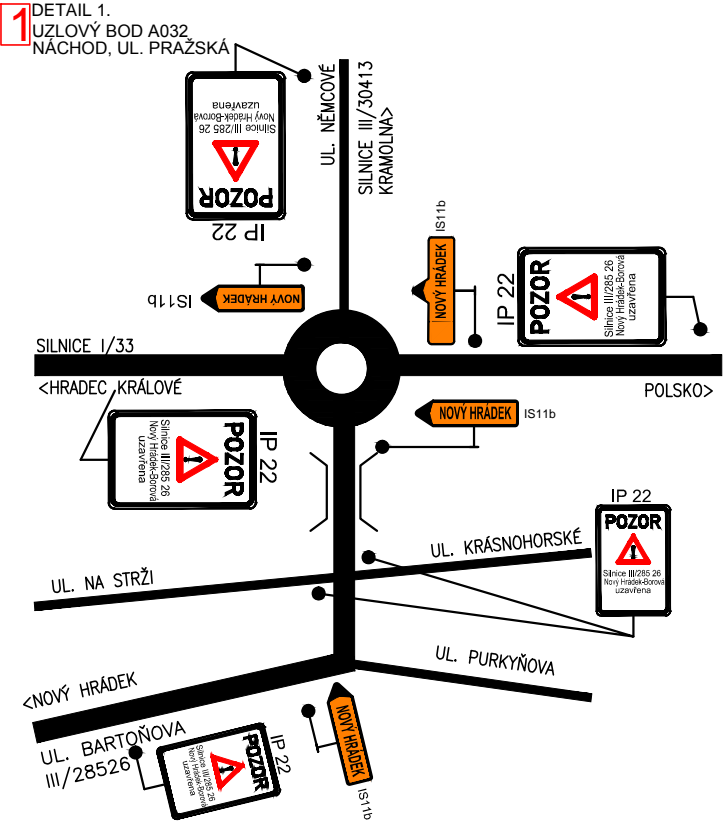 1
DETAIL 1.
UZLOVÝ BOD A032
NÁCHOD, UL. PRAŽSKÁ
POZOR
Silnice III/285 26
Nový Hrádek-Borová
uzavřena
IP 22
UL. NĚMCOVÉ
SILNICE III/30413
KRAMOLNA>
IS11b
NOVÝ HRÁDEK
IS11b
NOVÝ HRÁDEK
IP 22
POZOR
Silnice III/285 26
Nový Hrádek-Borová
uzavřena
SILNICE I/33
<HRADEC KRÁLOVÉ
POLSKO>
IP 22
POZOR
Silnice III/285 26
Nový Hrádek-Borová
uzavřena
NOVÝ HRÁDEK
IS11b
IP 22
POZOR
Silnice III/285 26
Nový Hrádek-Borová
uzavřena
UL. KRÁSNOHORSKÉ
UL. NA STRŽI
UL. PURKYŇOVA
<NOVÝ HRÁDEK
UL. BARTOŇOVA
III/28526
IP 22
POZOR
Silnice III/285 26
Nový Hrádek-Borová
uzavřena
NOVÝ HRÁDEK
IS11b